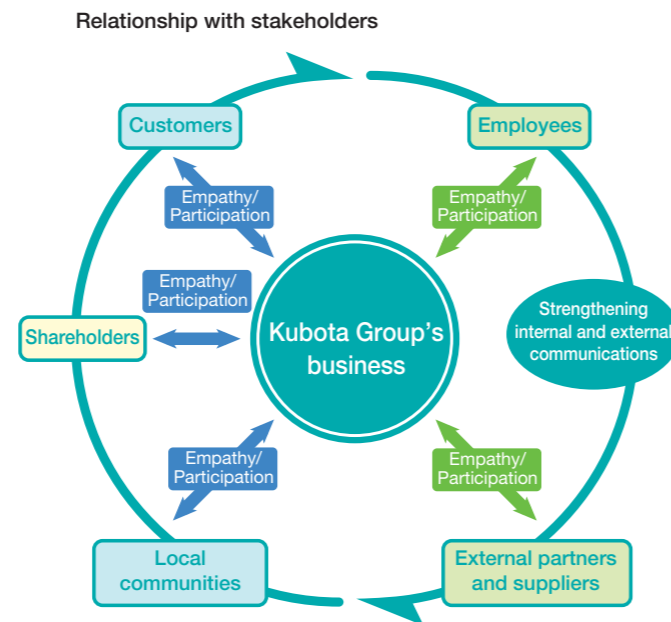 Relationship with stakeholders
Customers
Employees
Empathy/
Participation
Empathy/
Participation
Empathy/
Participation
Shareholders
Kubota Group's
business
Strengthening
internal and external
communications
Empathy/
Participation
Empathy/
Participation
Local
communities
External partners
and suppliers